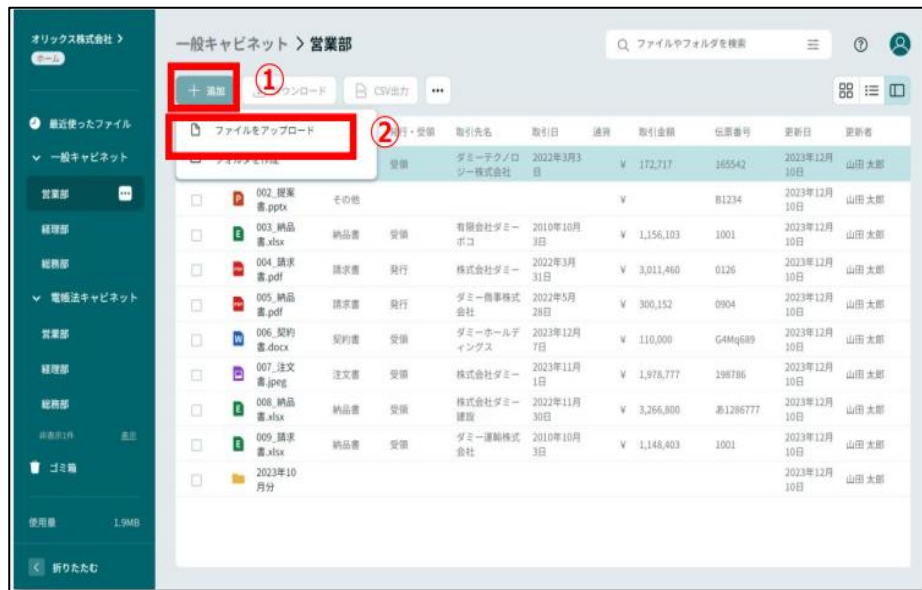 オリックス株式会社 >
ホーム
最近使ったファイル
一般キャビネット
営業部
経理部
総務部
電帳法キャビネット
営業部
経理部
総務部
非表示1件 表示
ゴミ箱
使用量 1.9MB
折りたたむ
一般キャビネット > 営業部
ファイルやフォルダを検索
+ 追加 ① ダウンロード CSV出力 …
ファイルをアップロード ②
フォルダを作成
発行・受領 取引先名 取引日 通貨 取引金額 伝票番号 更新日 更新者
受領 ダミーテクノロジー株式会社 2022年3月3日 ¥ 172,717 165542 2023年12月10日 山田 太郎
002_提案書.pptx その他 ¥ B1234 2023年12月10日 山田 太郎
003_納品書.xlsx 納品書 受領 有限会社ダミーポコ 2010年10月3日 ¥ 1,156,103 1001 2023年12月10日 山田 太郎
004_請求書.pdf 請求書 発行 株式会社ダミー 2022年3月31日 ¥ 3,011,460 0126 2023年12月10日 山田 太郎
005_納品書.pdf 請求書 発行 ダミー商事株式会社 2022年5月28日 ¥ 300,152 0904 2023年12月10日 山田 太郎
006_契約書.docx 契約書 受領 ダミーホールディングス 2023年12月7日 ¥ 110,000 G4Mq689 2023年12月10日 山田 太郎
007_注文書.jpeg 注文書 受領 株式会社ダミー 2023年11月1日 ¥ 1,978,777 198786 2023年12月10日 山田 太郎
008_納品書.xlsx 納品書 受領 株式会社ダミー建設 2022年11月30日 ¥ 3,266,800 あ1286777 2023年12月10日 山田 太郎
009_請求書.xlsx 納品書 受領 ダミー運輸株式会社 2010年10月3日 ¥ 1,148,403 1001 2023年12月10日 山田 太郎
2023年10月分 2023年12月10日 山田 太郎